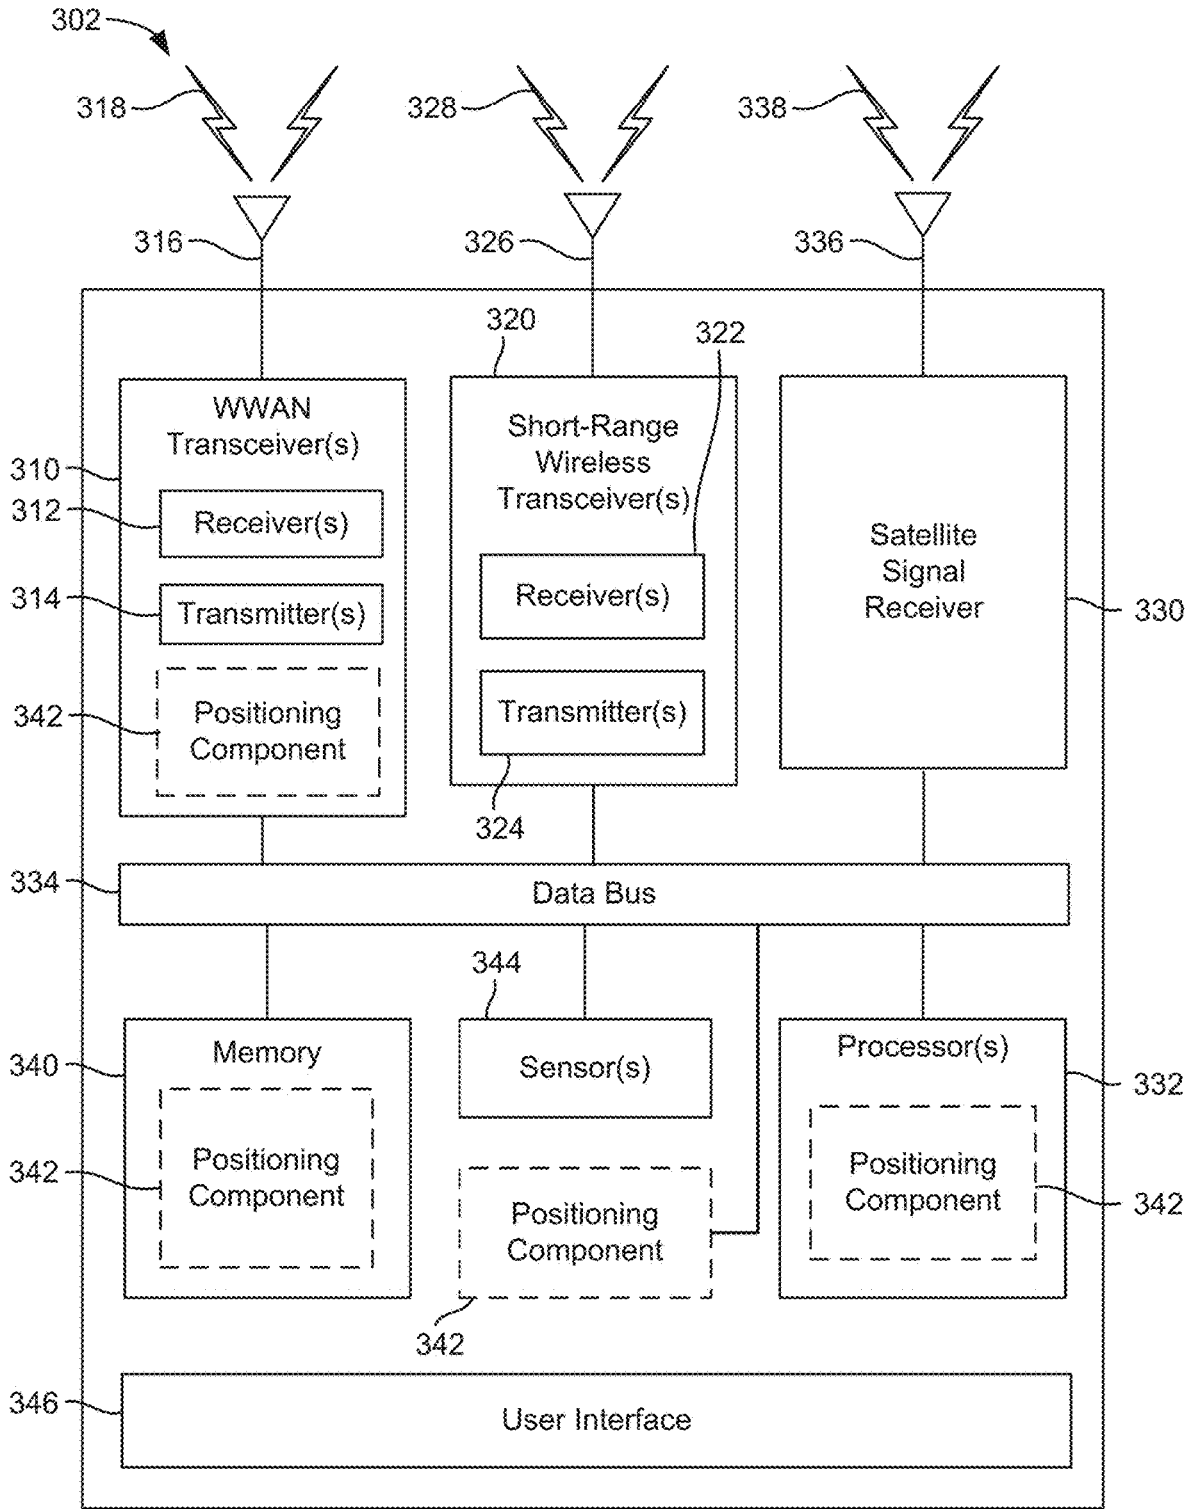 302
318
328
338
316
326
336
320
322
WWAN
Transceiver(s)
Short-Range
Wireless
Transceiver(s)
310
312
Receiver(s)
Satellite
Signal
Receiver
314
Transmitter(s)
Receiver(s)
330
342
Positioning
Component
Transmitter(s)
324
334
Data Bus
344
340
Memory
Sensor(s)
Processor(s)
332
342
Positioning
Component
Positioning
Component
342
Positioning
Component
342
346
User Interface